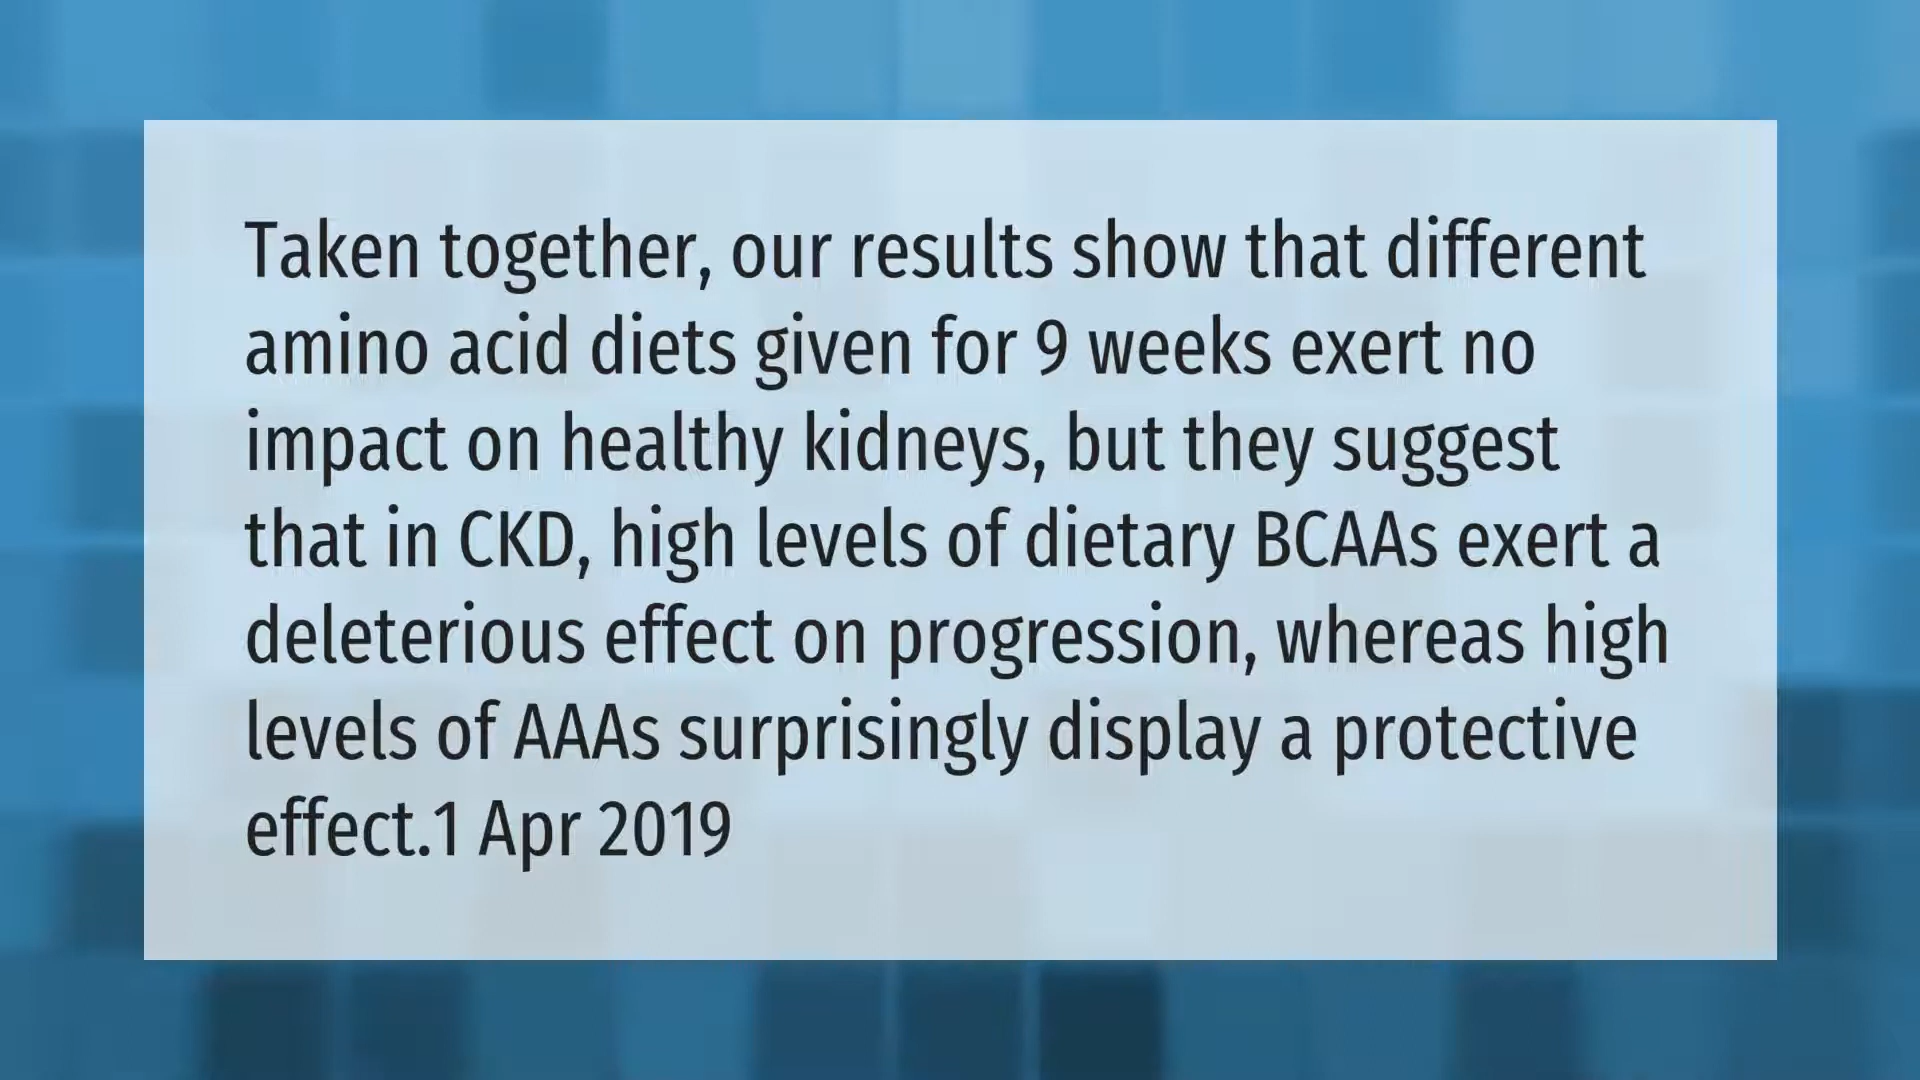 Taken together, our results show that different
amino acid diets given for 9 weeks exert no
impact on healthy kidneys, but they suggest
that in CKD, high levels of dietary BCAAs exert a
deleterious effect on progression, whereas high
levels of AAAs surprisingly display a protective
effect.1 Apr 2019